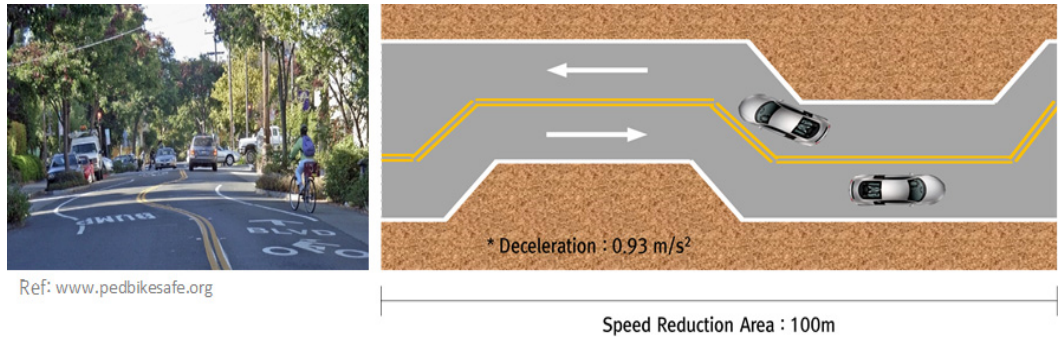 BUMP
BLVD
* Deceleration : 0.93 m/s²
Ref: www.pedbikesafe.org
Speed Reduction Area : 100m